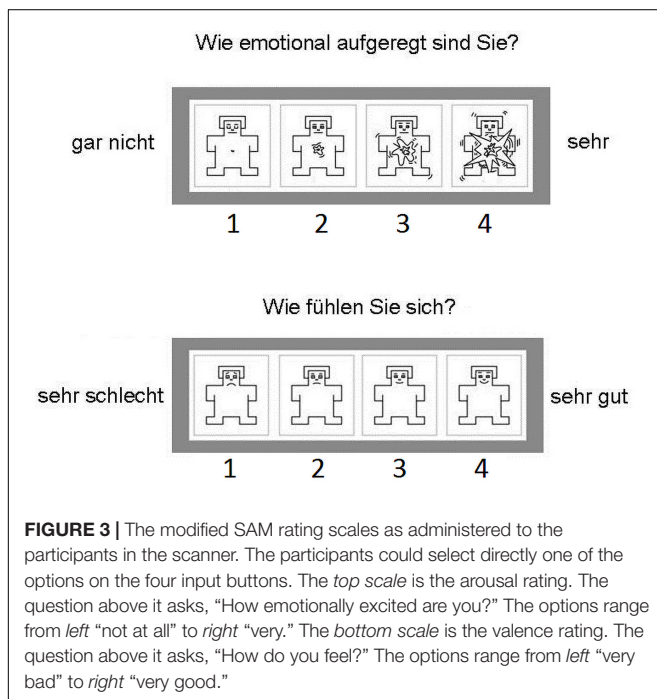 Wie emotional aufgeregt sind Sie?
gar nicht
sehr
1 2 3 4
Wie fühlen Sie sich?
sehr schlecht
sehr gut
1 2 3 4
FIGURE 3 | The modified SAM rating scales as administered to the
participants in the scanner. The participants could select directly one of the
options on the four input buttons. The top scale is the arousal rating. The
question above it asks, “How emotionally excited are you?” The options range
from left “not at all” to right “very.” The bottom scale is the valence rating. The
question above it asks, “How do you feel?” The options range from left “very
bad” to right “very good.”